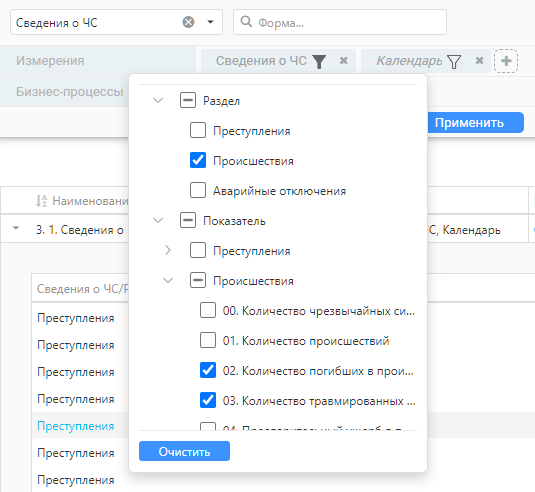 Сведения о ЧС
Форма...
Измерения
Сведения о ЧС
Календарь
Бизнес-процессы
Применить
Раздел
Преступления
Происшествия
Аварийные отключения
Показатель
Преступления
Происшествия
00. Количество чрезвычайных си...
01. Количество происшествий
02. Количество погибших в прои...
03. Количество травмированных ...
Очистить
Наименовани
3. 1. Сведения о
С, Календарь
Сведения о ЧС/Р
Преступления
Преступления
Преступления
Преступления
Преступления
Преступления
Преступления